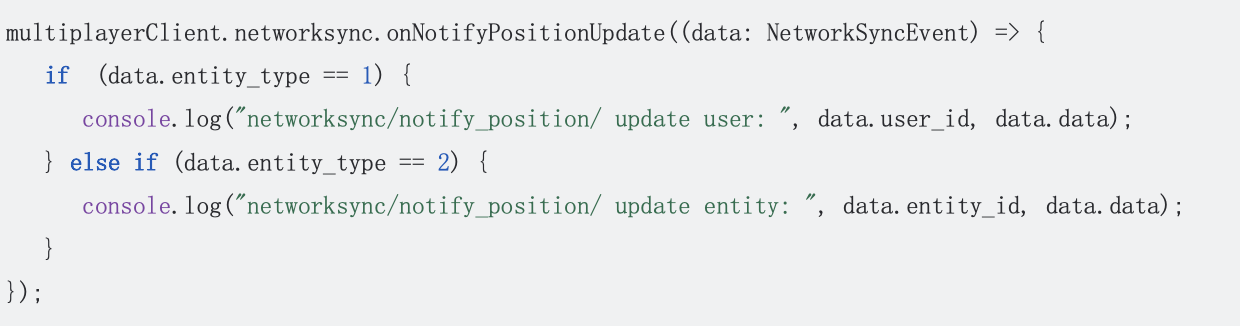 multiplayerClient.networksync.onNotifyPositionUpdate((data: NetworkSyncEvent) => {
   if  (data.entity_type == 1) {
      console.log("networksync/notify_position/ update user: ", data.user_id, data.data);
   } else if (data.entity_type == 2) {
      console.log("networksync/notify_position/ update entity: ", data.entity_id, data.data);
   }
});